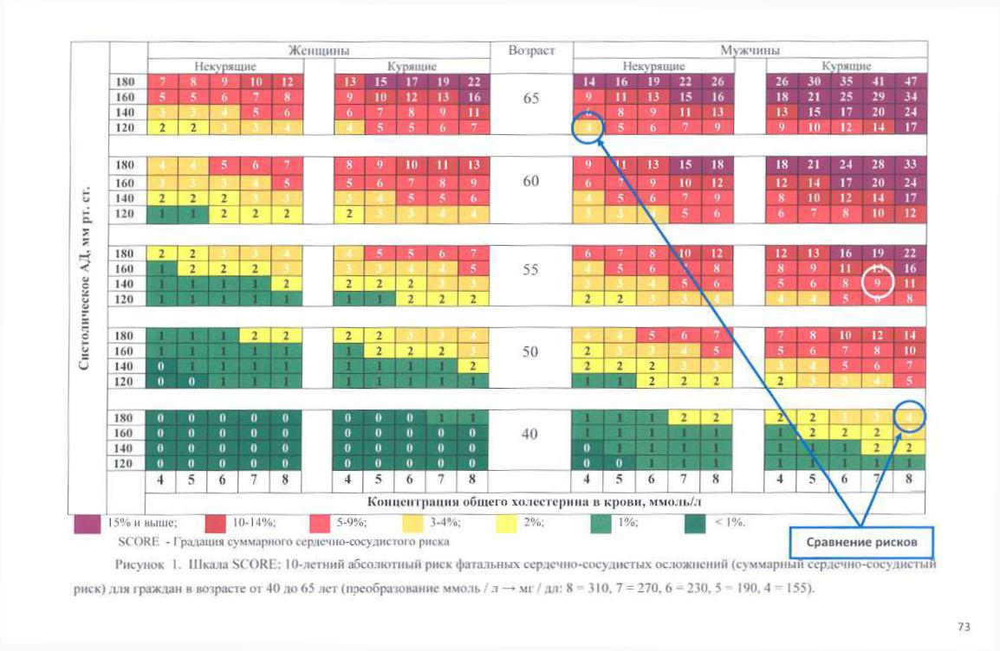 Женщины Возраст Мужчины
Некурящие Курящие Некурящие Курящие
Систолическое АД, мм рт. ст.
180 7 8 9 10 12 13 15 17 19 22 14 16 19 22 26 26 30 35 41 47
160 5 5 6 7 8 9 10 12 13 16 65 9 11 13 15 16 18 21 25 29 34
140 3 3 4 5 6 6 7 8 9 11 6 8 9 11 13 13 15 17 20 24
120 2 2 3 3 4 4 5 5 6 7 4 5 6 7 9 9 10 12 14 17
180 4 4 5 6 7 8 9 10 11 13 9 11 13 15 18 18 21 24 28 33
160 3 3 3 4 5 5 6 7 8 9 60 6 7 9 10 12 12 14 17 20 24
140 2 2 2 3 3 3 4 5 5 6 4 5 6 7 9 8 10 12 14 17
120 1 1 2 2 2 2 3 3 4 4 3 3 4 5 6 6 7 8 10 12
180 2 2 3 3 4 4 5 5 6 7 6 7 8 10 12 12 13 16 19 22
160 1 2 2 2 3 3 3 4 4 5 55 4 5 6 7 8 8 9 11 13 16
140 1 1 1 1 2 2 2 2 3 3 3 3 4 5 6 5 6 8 9 11
120 1 1 1 1 1 1 1 2 2 2 2 2 3 3 4 4 4 5 6 8
180 1 1 1 2 2 2 2 3 3 4 4 4 5 6 7 7 8 10 12 14
160 1 1 1 1 1 1 2 2 2 3 50 2 3 3 4 5 5 6 7 8 10
140 0 1 1 1 1 1 1 1 1 2 2 2 2 3 3 3 4 5 6 7
120 0 0 1 1 1 1 1 1 1 1 1 1 2 2 2 2 3 3 4 5
180 0 0 0 0 0 0 0 0 1 1 1 1 1 2 2 2 2 3 3 4
160 0 0 0 0 0 0 0 0 0 0 40 1 1 1 1 1 1 2 2 2
140 0 0 0 0 0 0 0 0 0 0 0 1 1 1 1 1 1 1 2 2
120 0 0 0 0 0 0 0 0 0 0 0 0 1 1 1 1 1 1 1 1
4 5 6 7 8 4 5 6 7 8 4 5 6 7 8 4 5 6 7 8
Концентрация общего холестерина в крови, ммоль/л
15% и выше; 10-14%; 5-9%; 3-4%; 2%; 1%; < 1%.
SCORE - Градация суммарного сердечно-сосудистого риска
Сравнение рисков
Рисунок 1. Шкала SCORE: 10-летний абсолютный риск фатальных сердечно-сосудистых осложнений (суммарный сердечно-сосудистый
риск) для граждан в возрасте от 40 до 65 лет (преобразование ммоль / л → мг / дл: 8 = 310, 7 = 270, 6 = 230, 5 = 190, 4 = 155).
73